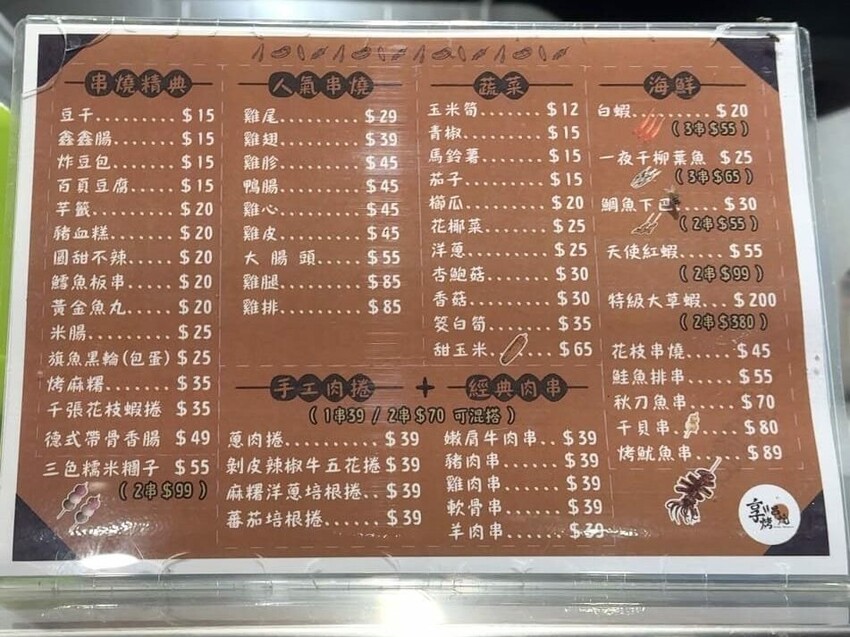 串燒精典
豆干......$15
鑫鑫腸......$15
炸豆包......$15
百頁豆腐......$15
芋籤......$20
豬血糕......$20
圓甜不辣......$20
鱈魚板串......$20
黃金魚丸......$20
米腸......$25
旗魚黑輪(包蛋)$25
烤麻糬......$35
千張花枝蝦捲 $35
德式帶骨香腸 $49
三色糯米糰子 $55
(2串$99)
人氣串燒
雞尾......$29
雞翅......$39
雞胗......$45
鴨腸......$45
雞心......$45
雞皮......$45
大腸頭......$55
雞腿......$85
雞排......$85
蔬菜
玉米筍......$12
青椒......$15
馬鈴薯......$15
茄子......$15
櫛瓜......$20
花椰菜......$25
洋蔥......$25
杏鮑菇......$30
香菇......$30
筊白筍......$35
甜玉米......$65
海鮮
白蝦......$20
(3串$55)
一夜干柳葉魚 $25
(3串$65)
鯛魚下巴......$30
(2串$55)
天使紅蝦......$55
(2串$99)
特級大草蝦...$200
(2串$380)
花枝串燒......$45
鮭魚排串......$55
秋刀魚串......$70
干貝串......$80
烤魷魚串......$89
手工肉捲 + 經典肉串
(1串39 / 2串$70 可混搭)
蔥肉捲......$39
剝皮辣椒牛五花捲$39
麻糬洋蔥培根捲..$39
蕃茄培根捲......$39
嫩肩牛肉串..$39
豬肉串......$39
雞肉串......$39
軟骨串......$39
羊肉串......$39
享烤